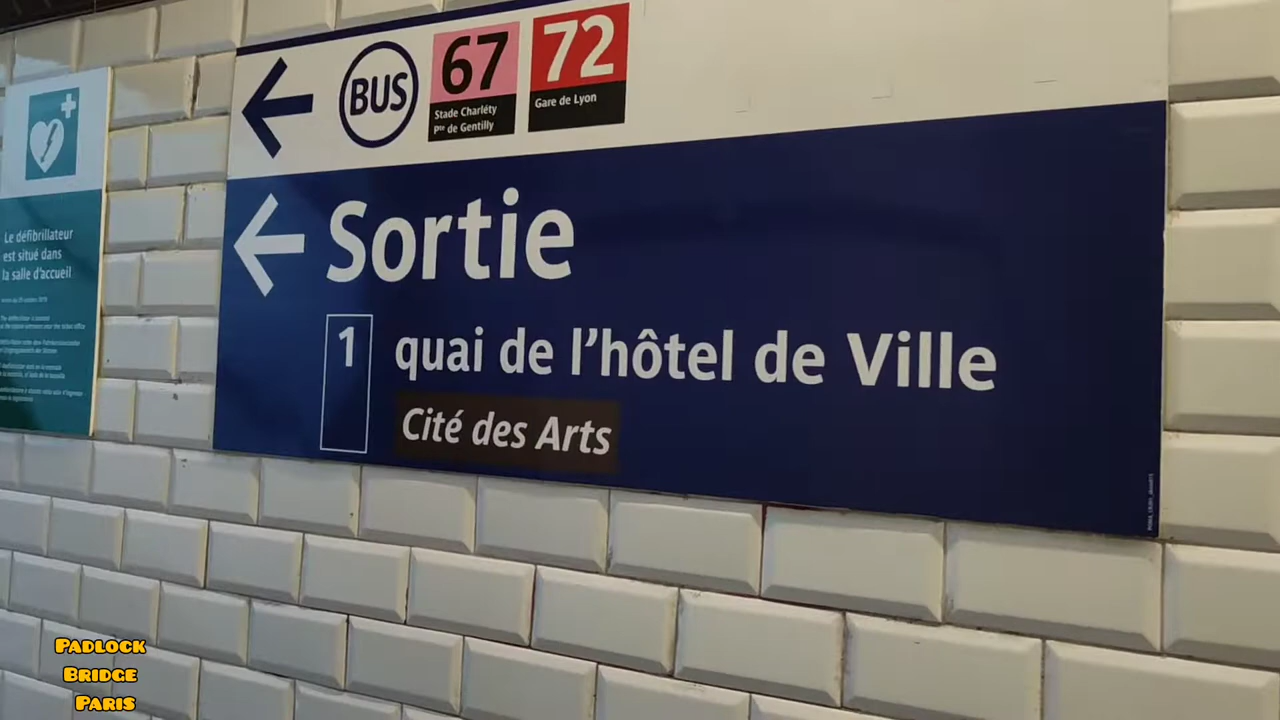 BUS
67
Stade Charléty
Pte de Gentilly
72
Gare de Lyon
Sortie
1 quai de l'hôtel de Ville
Cité des Arts
Le défibrillateur
est situé dans
la salle d'accueil
Padlock
Bridge
Paris